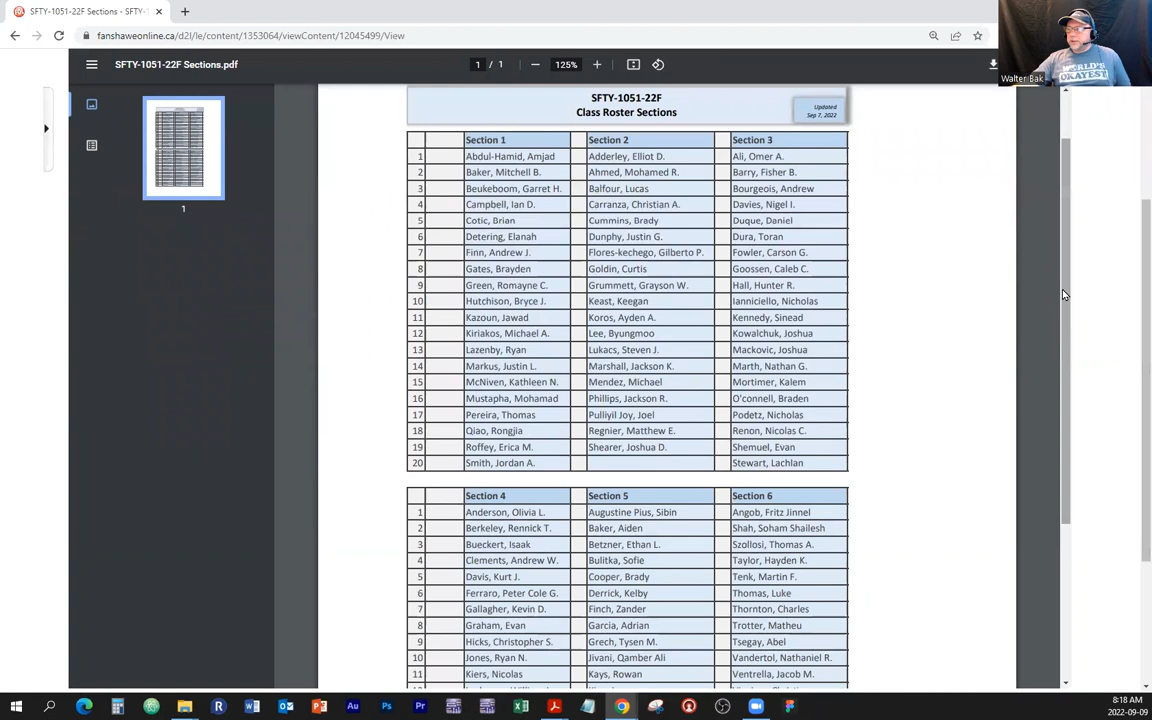 SFTY-1051-22F Sections - SFTY-1
fanshaweonline.ca/d2l/le/content/1353064/viewContent/12045499/View
WORLD'S
OKAYEST
Walter Bak
SFTY-1051-22F Sections.pdf
1 / 1
125%
SFTY-1051-22F
Class Roster Sections
Updated
Sep 7, 2022
Section 1 Section 2 Section 3
1 Abdul-Hamid, Amjad Adderley, Elliot D. Ali, Omer A.
2 Baker, Mitchell B. Ahmed, Mohamed R. Barry, Fisher B.
3 Beukeboom, Garret H. Balfour, Lucas Bourgeois, Andrew
4 Campbell, Ian D. Carranza, Christian A. Davies, Nigel I.
5 Cotic, Brian Cummins, Brady Duque, Daniel
6 Detering, Elanah Dunphy, Justin G. Dura, Toran
7 Finn, Andrew J. Flores-kechego, Gilberto P. Fowler, Carson G.
8 Gates, Brayden Goldin, Curtis Goossen, Caleb C.
9 Green, Romayne C. Grummett, Grayson W. Hall, Hunter R.
10 Hutchison, Bryce J. Keast, Keegan Ianniciello, Nicholas
11 Kazoun, Jawad Koros, Ayden A. Kennedy, Sinead
12 Kiriakos, Michael A. Lee, Byungmoo Kowalchuk, Joshua
13 Lazenby, Ryan Lukacs, Steven J. Mackovic, Joshua
14 Markus, Justin L. Marshall, Jackson K. Marth, Nathan G.
15 McNiven, Kathleen N. Mendez, Michael Mortimer, Kalem
16 Mustapha, Mohamad Phillips, Jackson R. O'connell, Braden
17 Pereira, Thomas Pulliyil Joy, Joel Podetz, Nicholas
18 Qiao, Rongjia Regnier, Matthew E. Renon, Nicolas C.
19 Roffey, Erica M. Shearer, Joshua D. Shemuel, Evan
20 Smith, Jordan A. Stewart, Lachlan
Section 4 Section 5 Section 6
1 Anderson, Olivia L. Augustine Pius, Sibin Angob, Fritz Jinnel
2 Berkeley, Rennick T. Baker, Aiden Shah, Soham Shailesh
3 Bueckert, Isaak Betzner, Ethan L. Szollosi, Thomas A.
4 Clements, Andrew W. Bulitka, Sofie Taylor, Hayden K.
5 Davis, Kurt J. Cooper, Brady Tenk, Martin F.
6 Ferraro, Peter Cole G. Derrick, Kelby Thomas, Luke
7 Gallagher, Kevin D. Finch, Zander Thornton, Charles
8 Graham, Evan Garcia, Adrian Trotter, Matheu
9 Hicks, Christopher S. Grech, Tysen M. Tsegay, Abel
10 Jones, Ryan N. Jivani, Qamber Ali Vandertol, Nathaniel R.
11 Kiers, Nicolas Kays, Rowan Ventrella, Jacob M.
1
8:18 AM
2022-09-09